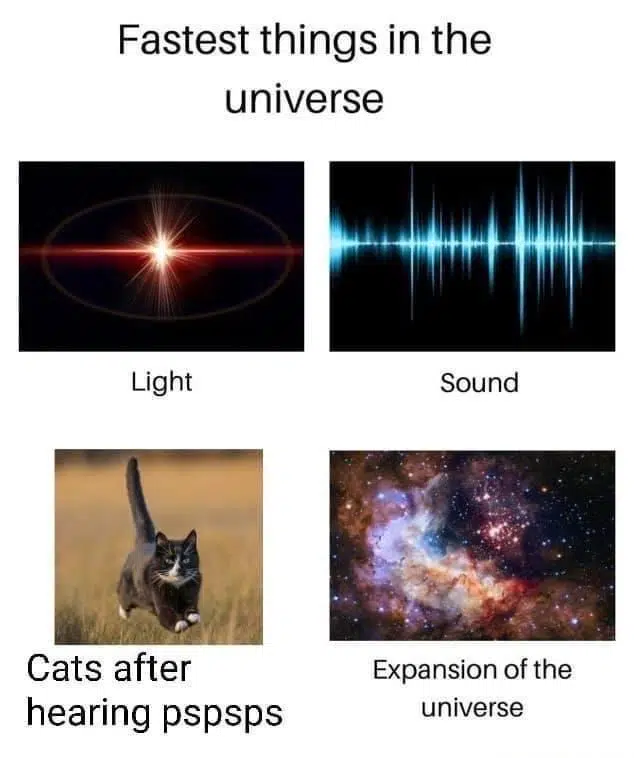 Fastest things in the
universe
Light
Sound
Cats after
hearing pspsps
Expansion of the
universe